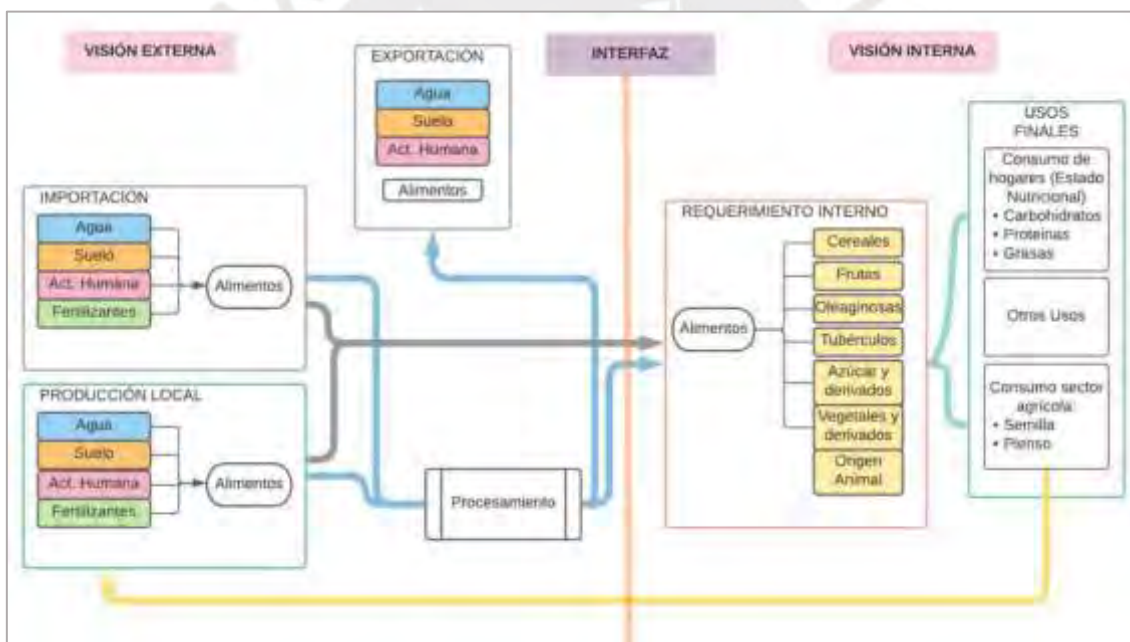 VISIÓN EXTERNA
EXPORTACIÓN
Agua
Suelo
Act. Humana
Alimentos
INTERFAZ
VISIÓN INTERNA
IMPORTACIÓN
Agua
Suelo
Act. Humana
Fertilizantes
Alimentos
PRODUCCIÓN LOCAL
Agua
Suelo
Act. Humana
Fertilizantes
Alimentos
Procesamiento
REQUERIMIENTO INTERNO
Alimentos
Cereales
Frutas
Oleaginosas
Tubérculos
Azúcar y
derivados
Vegetales y
derivados
Origen
Animal
USOS
FINALES
Consumo de
hogares (Estado
Nutricional)
• Carbohidratos
• Proteínas
• Grasas
Otros Usos
Consumo sector
agrícola:
• Semilla
• Pienso